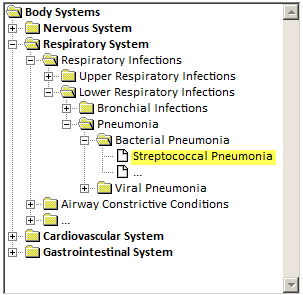 Body Systems
Nervous System
Respiratory System
Respiratory Infections
Upper Respiratory Infections
Lower Respiratory Infections
Bronchial Infections
Pneumonia
Bacterial Pneumonia
Streptococcal Pneumonia
...
Viral Pneumonia
Airway Constrictive Conditions
...
Cardiovascular System
Gastrointestinal System